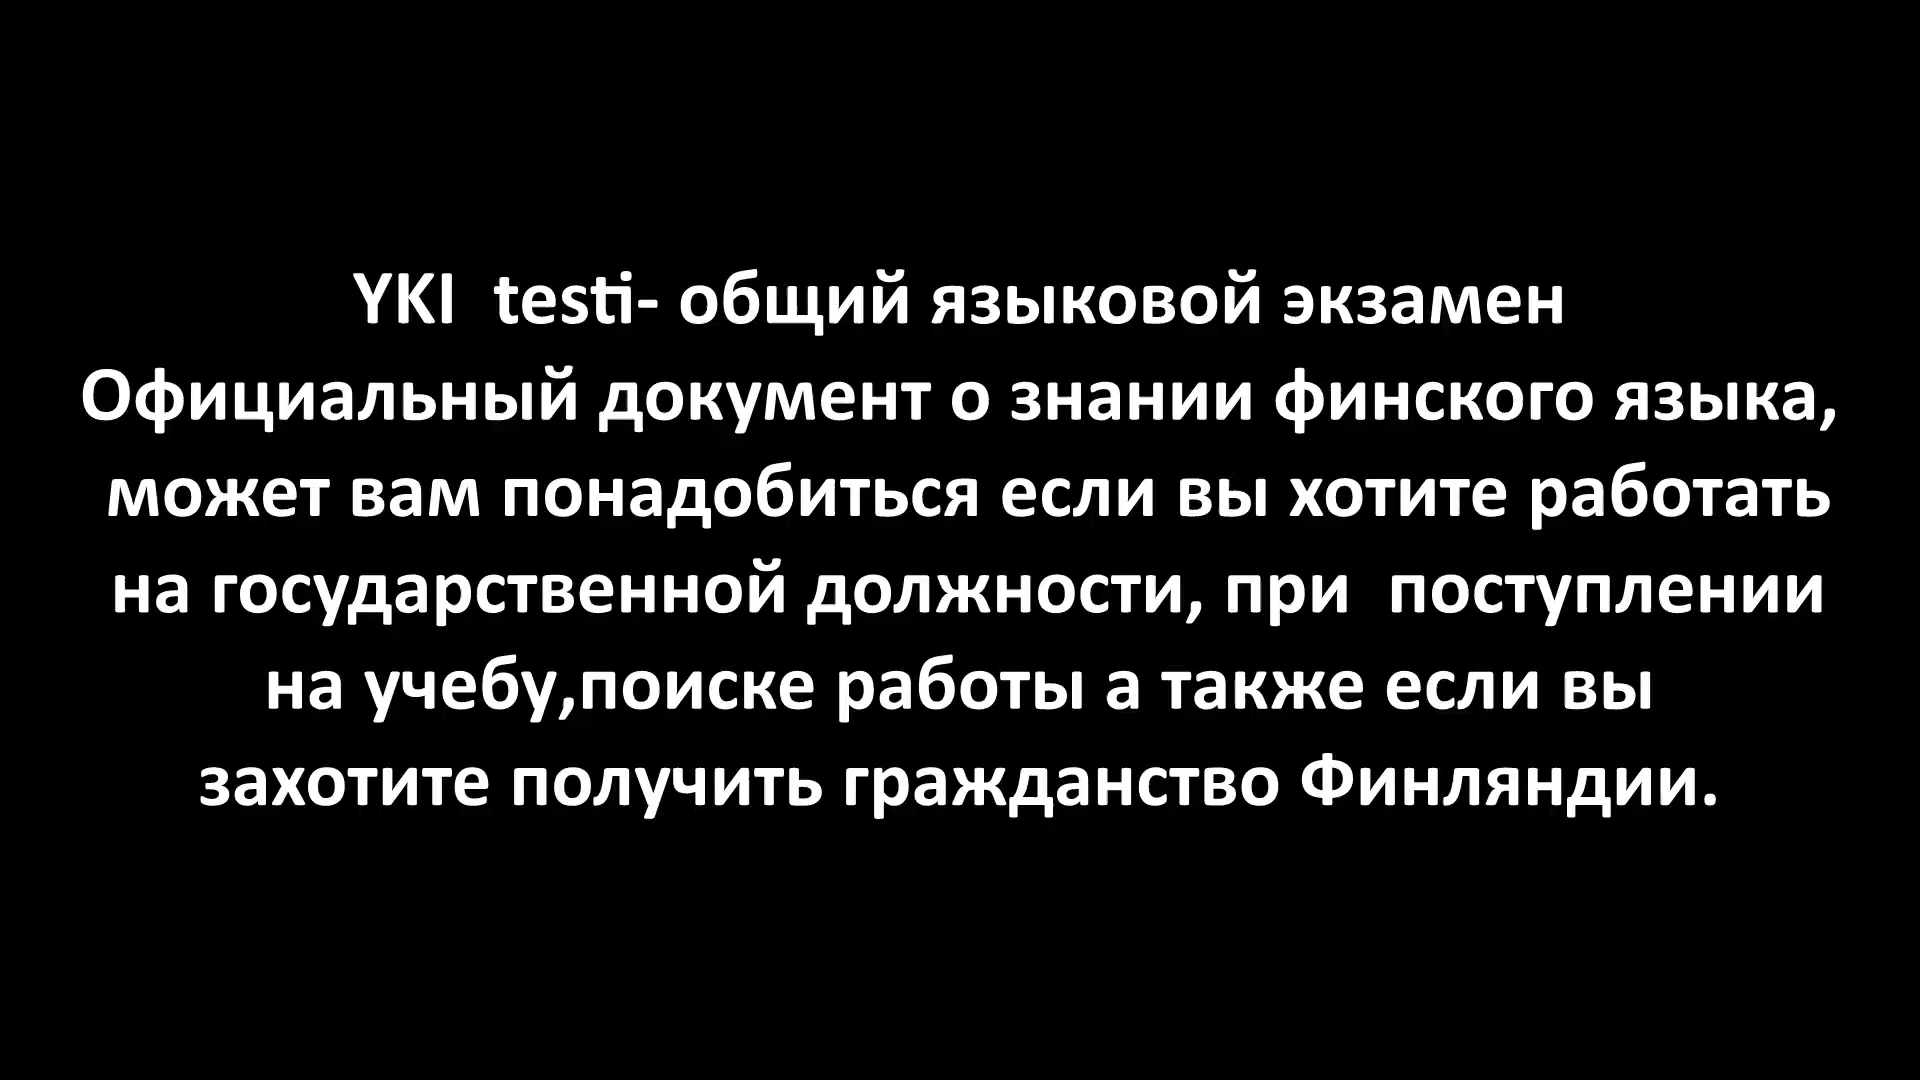 YKI  testi- общий языковой экзамен
Официальный документ о знании финского языка,
может вам понадобиться если вы хотите работать
на государственной должности, при  поступлении
на учебу,поиске работы а также если вы
захотите получить гражданство Финляндии.